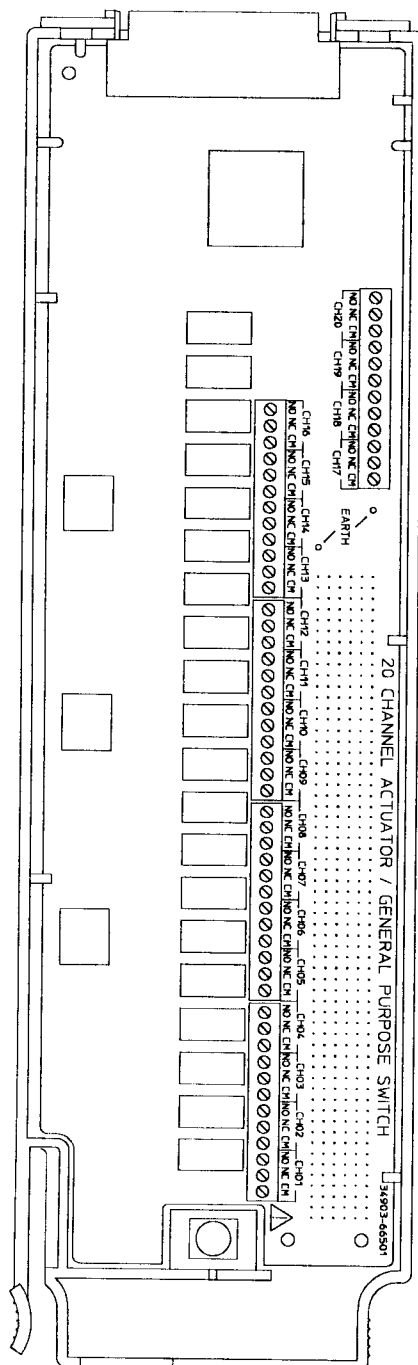 NO NC CM NO NC CM NO NC CM NO NC CM
CH20 CH19 CH18 CH17
EARTH
NO NC CM NO NC CM NO NC CM NO NC CM
CH16 CH15 CH14 CH13
NO NC CM NO NC CM NO NC CM NO NC CM
CH12 CH11 CH10 CH09
NO NC CM NO NC CM NO NC CM NO NC CM
CH08 CH07 CH06 CH05
NO NC CM NO NC CM NO NC CM NO NC CM
CH04 CH03 CH02 CH01
20 CHANNEL ACTUATOR / GENERAL PURPOSE SWITCH
34903-66501